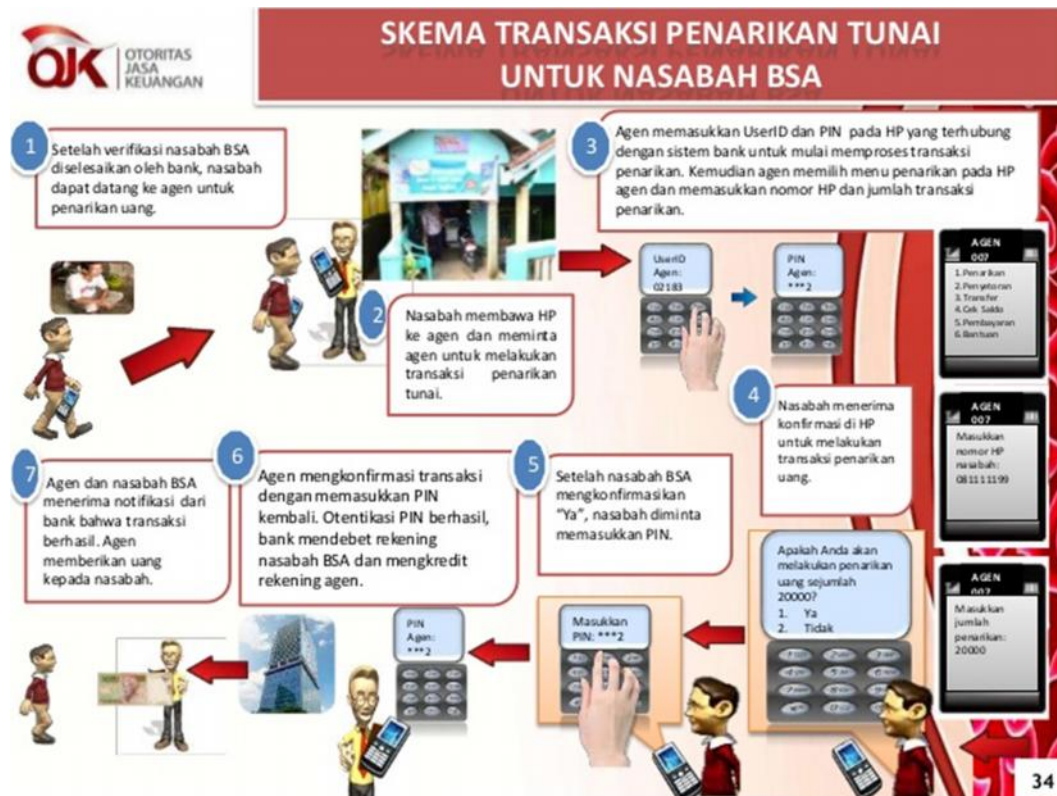 OJK
OTORITAS
JASA
KEUANGAN
SKEMA TRANSAKSI PENARIKAN TUNAI
UNTUK NASABAH BSA
1
Setelah verifikasi nasabah BSA
diselesaikan oleh bank, nasabah
dapat datang ke agen untuk
penarikan uang.
2
Nasabah membawa HP
ke agen dan meminta
agen untuk melakukan
transaksi penarikan
tunai.
3
Agen memasukkan UserID dan PIN pada HP yang terhubung
dengan sistem bank untuk mulai memproses transaksi
penarikan. Kemudian agen memilih menu penarikan pada HP
agen dan memasukkan nomor HP dan jumlah transaksi
penarikan.
UserID
Agen:
02183
PIN
Agen:
***2
AGEN
007
1.Penarikan
2.Penyetoran
3.Transfer
4.Cek Saldo
5.Pembayaran
6.Bantuan
AGEN
007
Masukkan
nomor HP
nasabah:
081111199
AGEN
007
Masukkan
jumlah
penarikan:
20000
4
Nasabah menerima
konfirmasi di HP
untuk melakukan
transaksi penarikan
uang.
Apakah Anda akan
melakukan penarikan
uang sejumlah
20000?
1. Ya
2. Tidak
5
Setelah nasabah BSA
mengkonfirmasikan
“Ya”, nasabah diminta
memasukkan PIN.
Masukkan
PIN: ***2
6
Agen mengkonfirmasi transaksi
dengan memasukkan PIN
kembali. Otentikasi PIN berhasil,
bank mendebet rekening
nasabah BSA dan mengkredit
rekening agen.
PIN
Agen:
***2
7
Agen dan nasabah BSA
menerima notifikasi dari
bank bahwa transaksi
berhasil. Agen
memberikan uang
kepada nasabah.
34